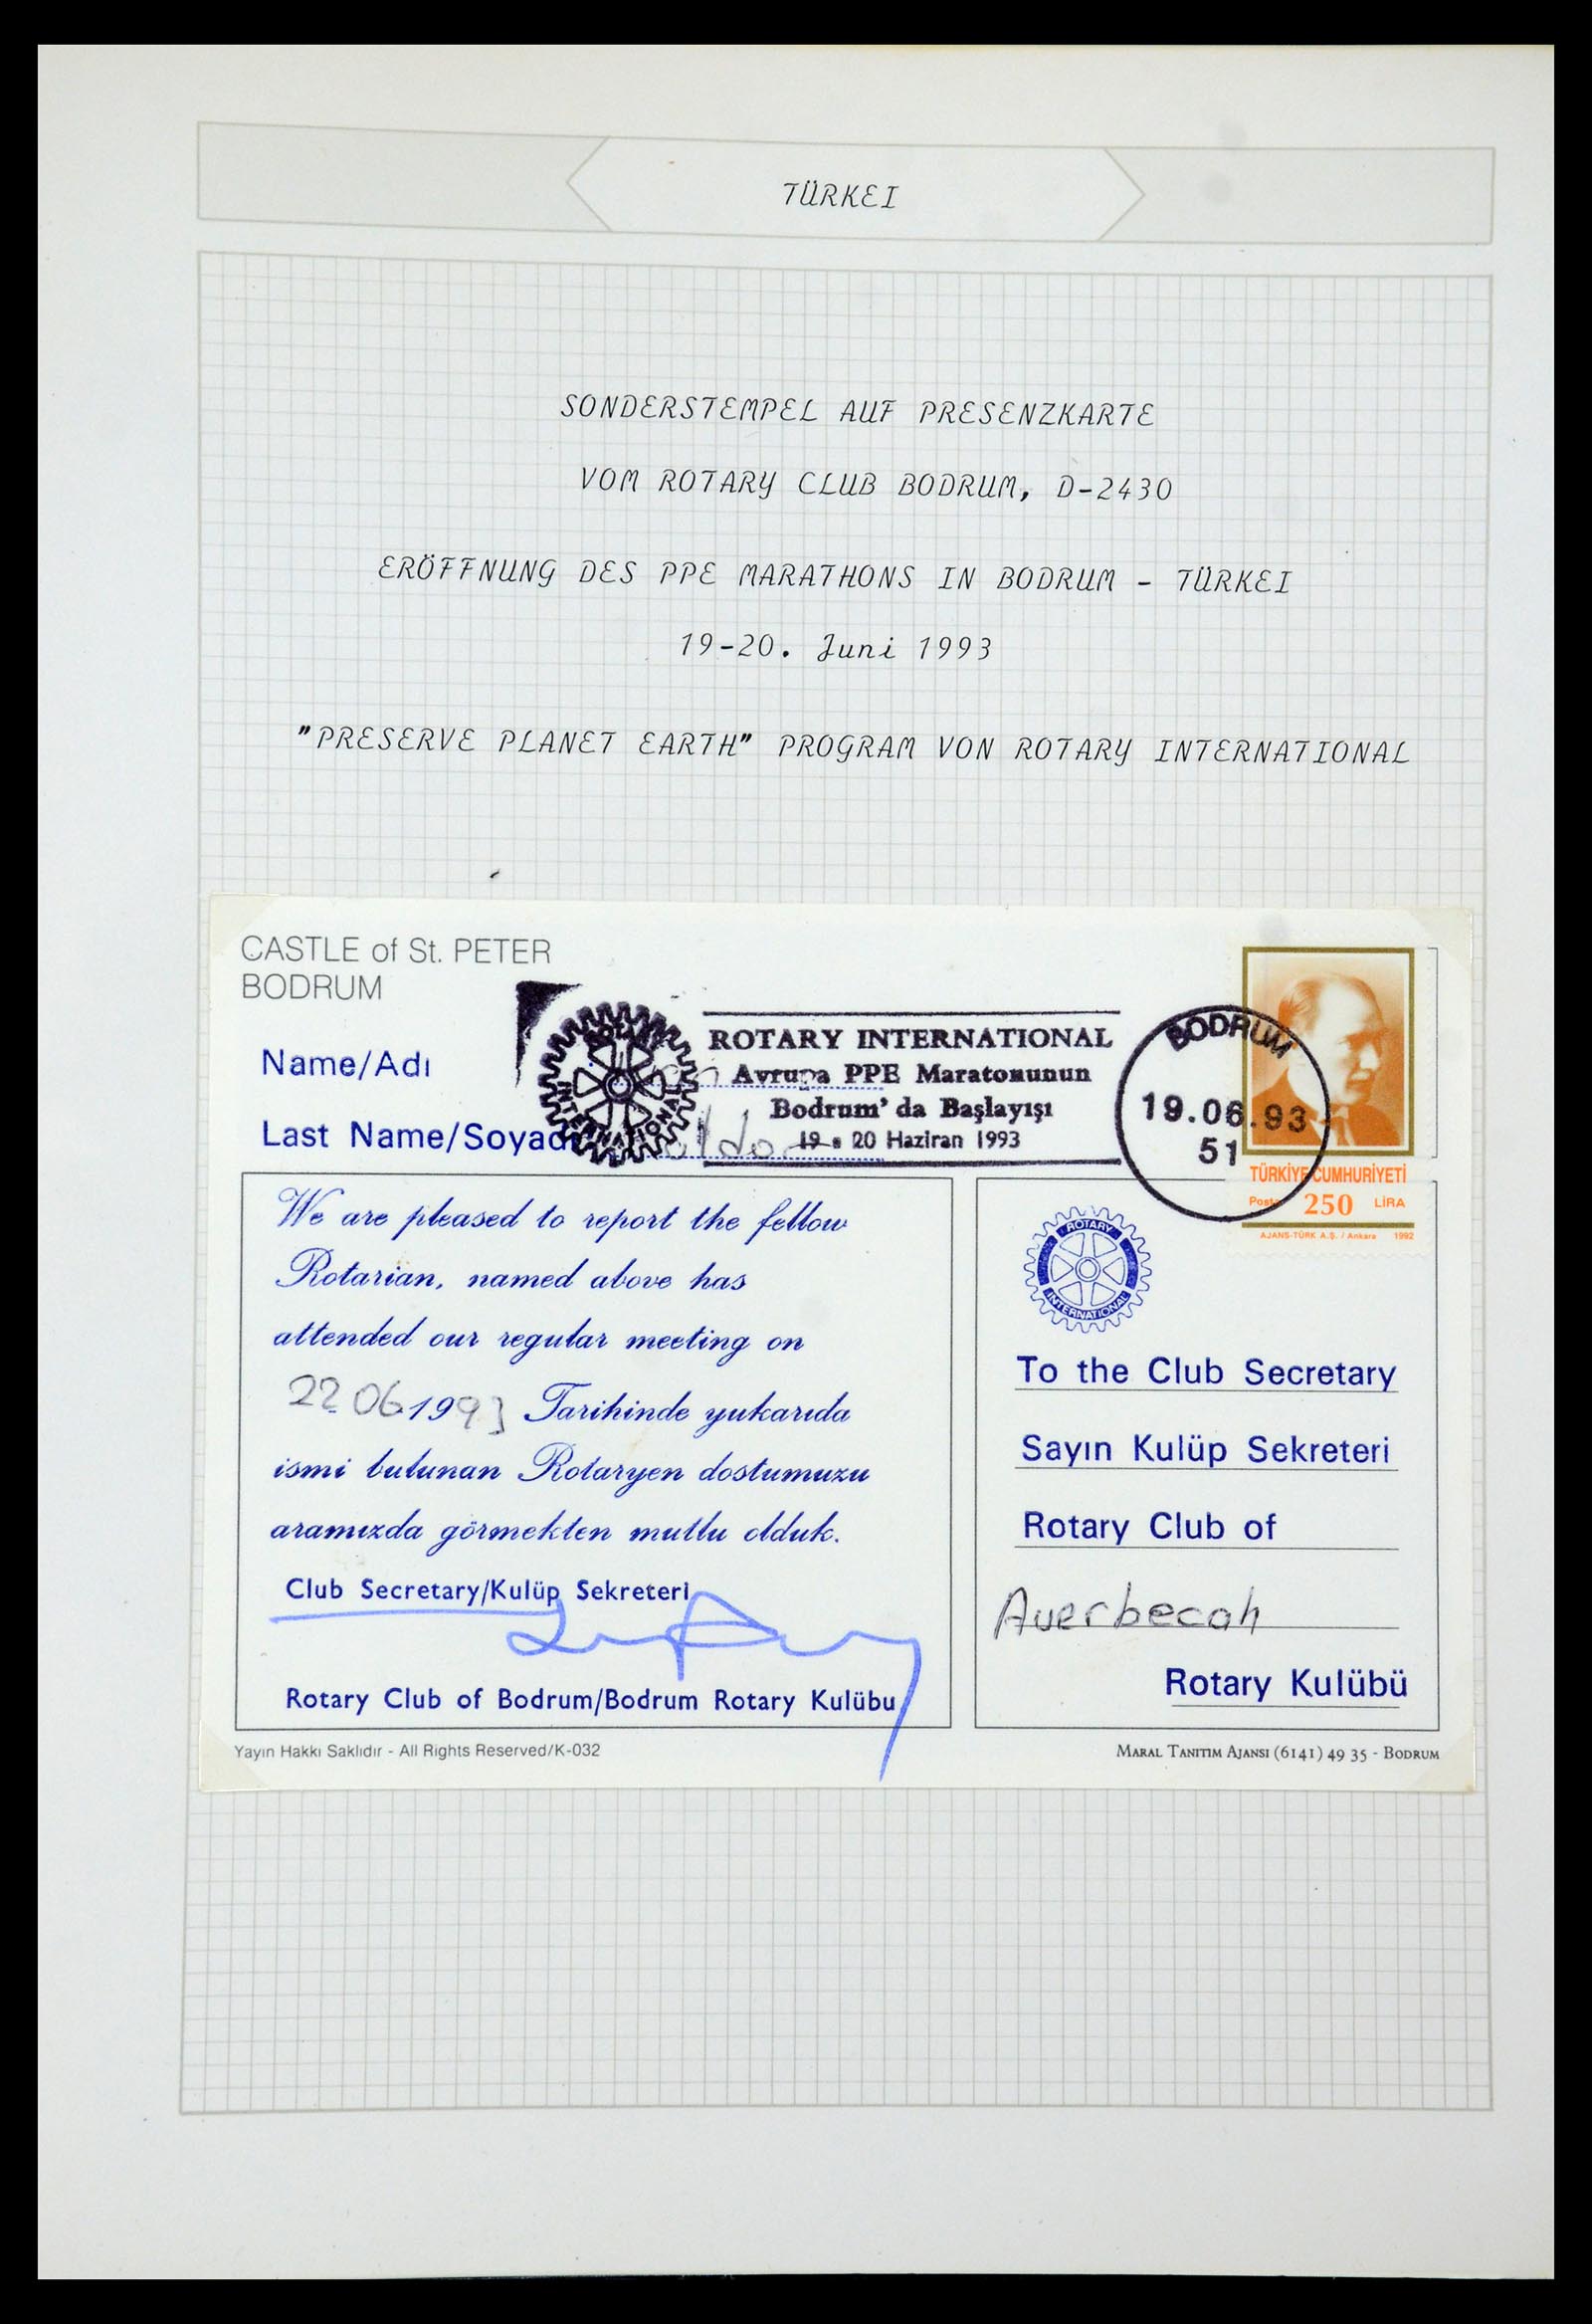 TÜRKEI
SONDERSTEMPEL AUF PRESENZKARTE
VOM ROTARY CLUB BODRUM, D-2430
ERÖFFNUNG DES PPE MARATHONS IN BODRUM - TÜRKEI
19-20. Juni 1993
"PRESERVE PLANET EARTH" PROGRAM VON ROTARY INTERNATIONAL
CASTLE of St. PETER
BODRUM
Name/Adı
Last Name/Soyadı
ROTARY INTERNATIONAL
ROTARY INTERNATIONAL
Avrupa PPE Maratonunun
Bodrum' da Başlayışı
19 - 20 Haziran 1993
BODRUM
19.06.93
51
TÜRKİYE CUMHURİYETİ
Posta 250 LİRA
AJANS-TÜRK A.Ş. / Ankara 1992
We are pleased to report the fellow
Rotarian, named above has
attended our regular meeting on
22.06.1993 Tarihinde yukarıda
ismi bulunan Rotaryen dostumuzu
aramızda görmekten mutlu olduk.
Club Secretary/Kulüp Sekreteri
Rotary Club of Bodrum/Bodrum Rotary Kulübü
ROTARY
INTERNATIONAL
To the Club Secretary
Sayın Kulüp Sekreteri
Rotary Club of
Auerbecah
Rotary Kulübü
Yayın Hakkı Saklıdır - All Rights Reserved/K-032
MARAL TANITIM AJANSI (6141) 49 35 - BODRUM